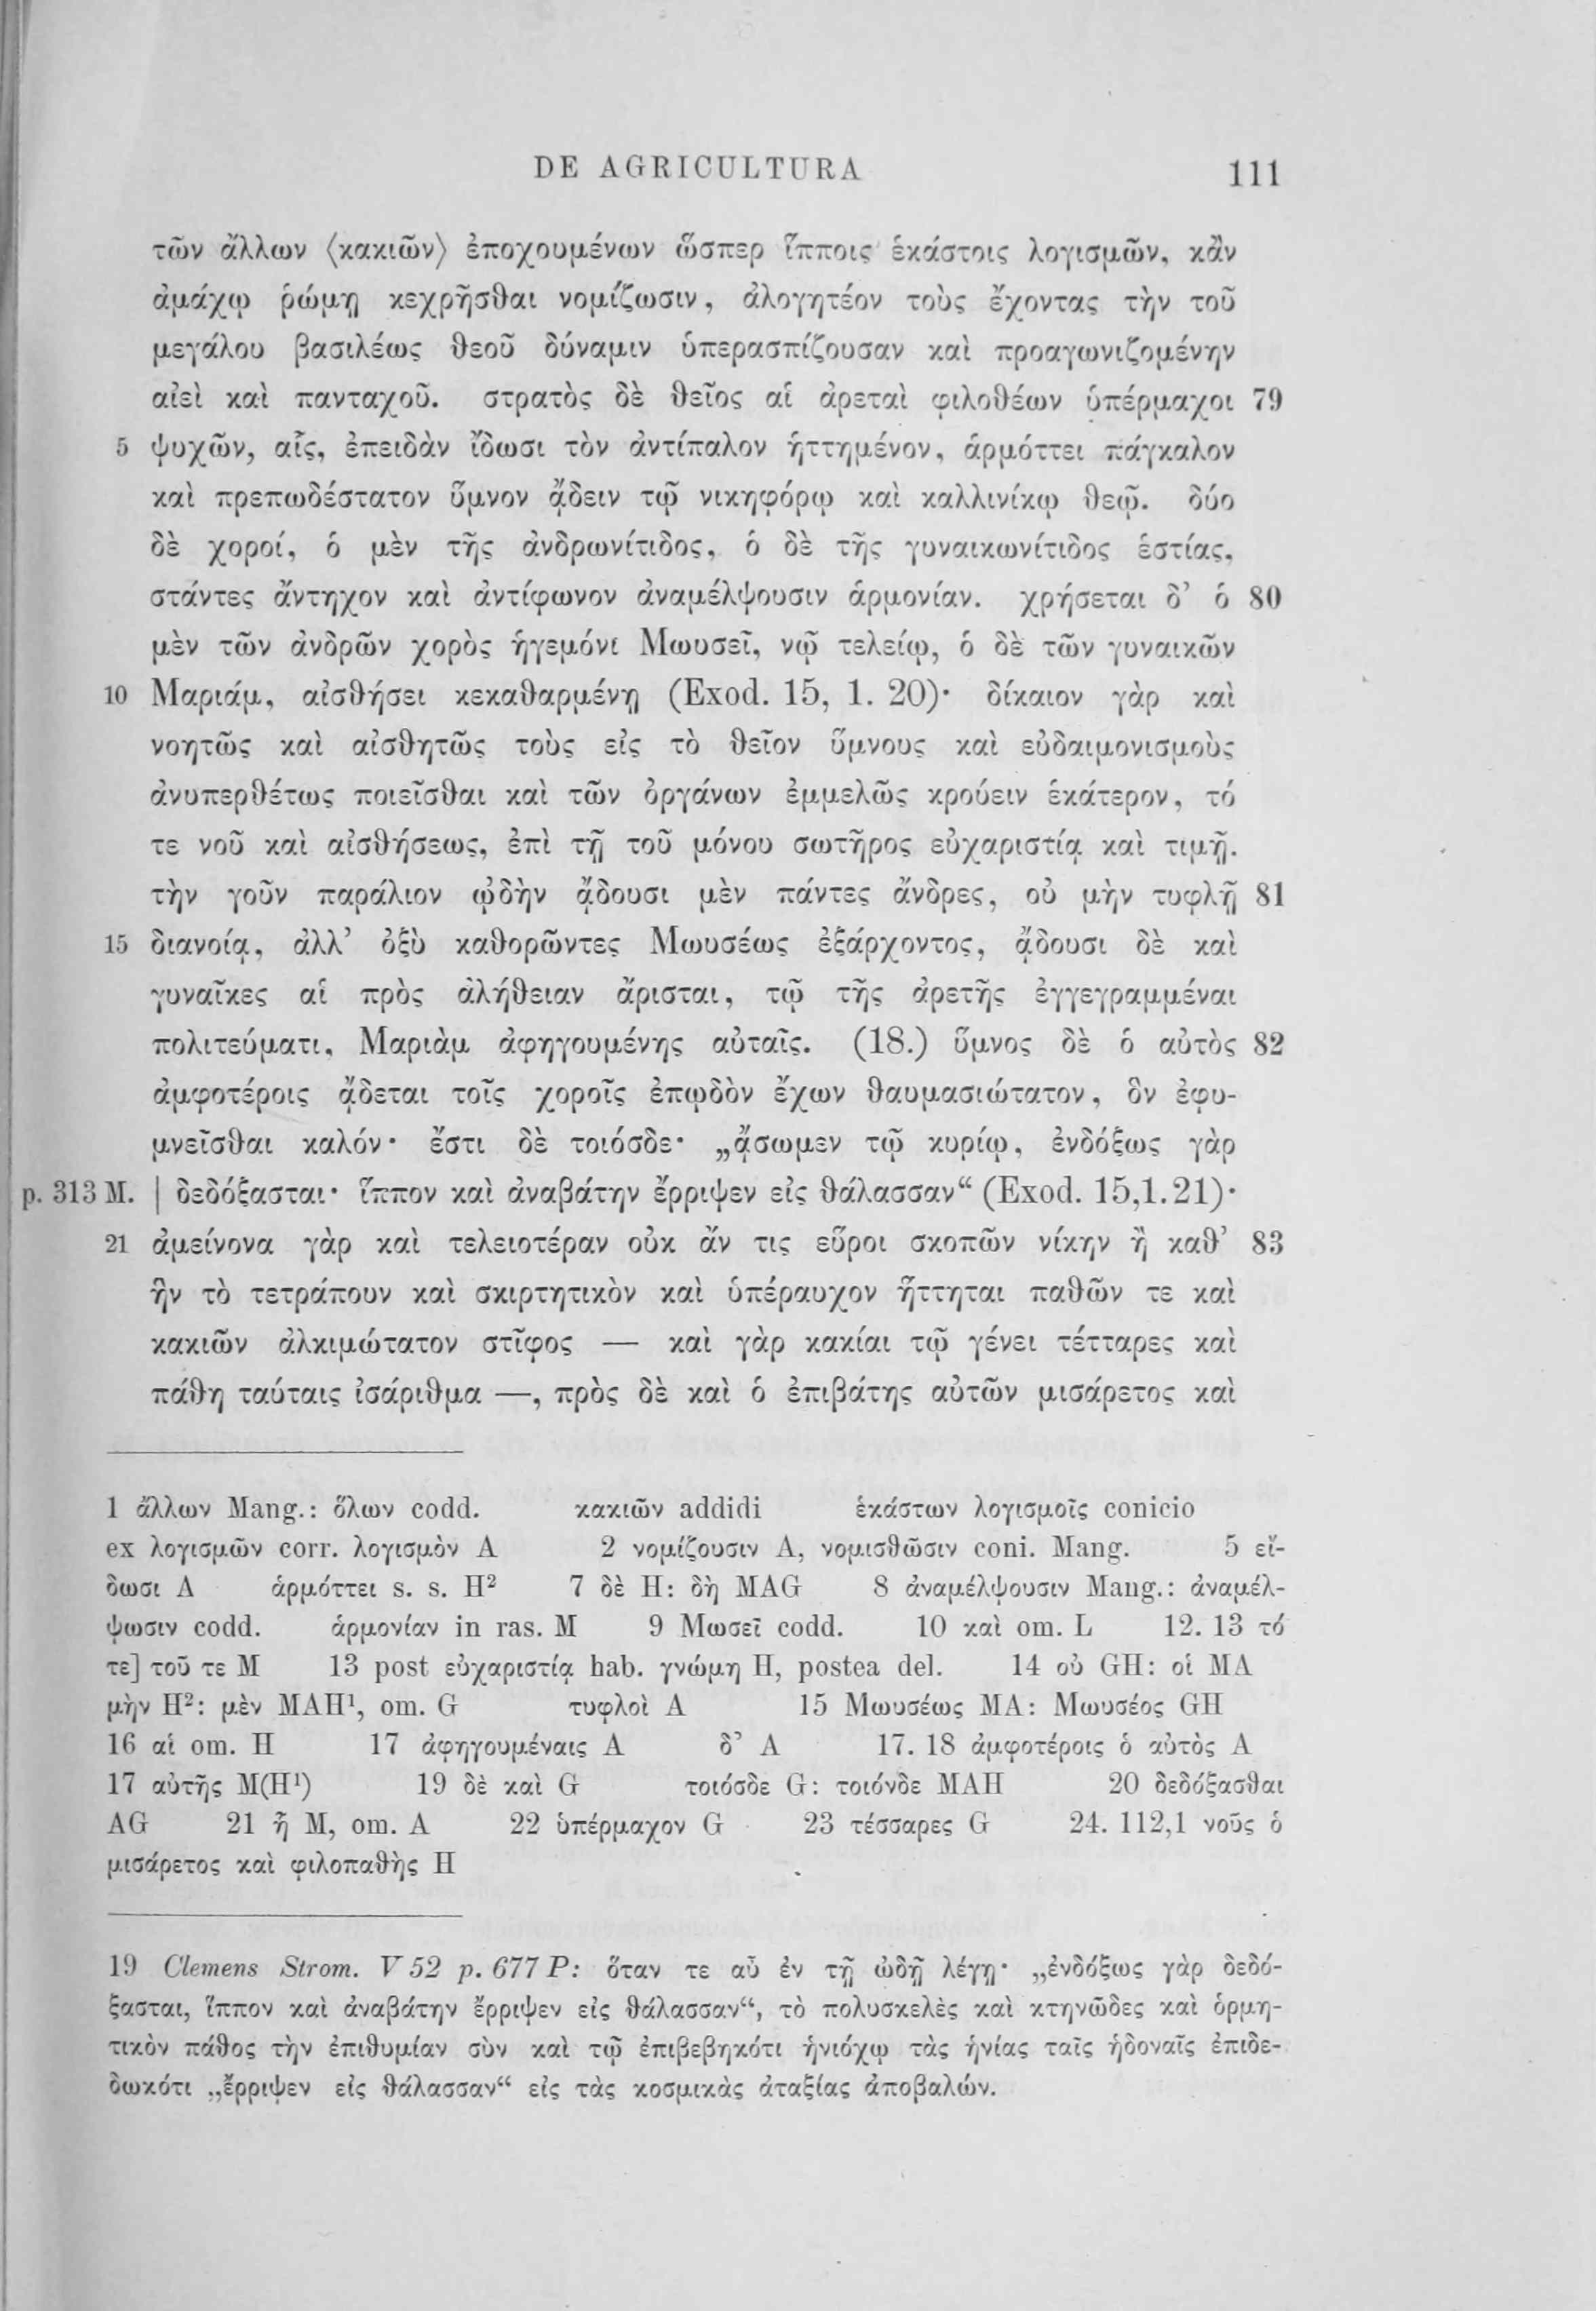 DE AGRICULTURA 111
τῶν ἄλλων ⟨κακιῶν⟩ ἐποχουμένων ὥσπερ ἵπποις ἑκάστοις λογισμῶν, κἂν
ἀμάχῳ ῥώμῃ κεχρῆσθαι νομίζωσιν, ἀλογητέον τοὺς ἔχοντας τὴν τοῦ
μεγάλου βασιλέως θεοῦ δύναμιν ὑπερασπίζουσαν καὶ προαγωνιζομένην
αἰεὶ καὶ πανταχοῦ. στρατὸς δὲ θεῖος αἱ ἀρεταὶ φιλοθέων ὑπέρμαχοι 79
5 ψυχῶν, αἷς, ἐπειδὰν ἴδωσι τὸν ἀντίπαλον ἡττημένον, ἁρμόττει πάγκαλον
καὶ πρεπωδέστατον ὕμνον ᾄδειν τῷ νικηφόρῳ καὶ καλλινίκῳ θεῷ. δύο
δὲ χοροί, ὁ μὲν τῆς ἀνδρωνίτιδος, ὁ δὲ τῆς γυναικωνίτιδος ἑστίας,
στάντες ἄντηχον καὶ ἀντίφωνον ἀναμέλψουσιν ἁρμονίαν. χρήσεται δ’ ὁ 80
μὲν τῶν ἀνδρῶν χορὸς ἡγεμόνι Μωυσεῖ, νῷ τελείῳ, ὁ δὲ τῶν γυναικῶν
10 Μαριάμ, αἰσθήσει κεκαθαρμένῃ (Exod. 15, 1. 20)· δίκαιον γὰρ καὶ
νοητῶς καὶ αἰσθητῶς τοὺς εἰς τὸ θεῖον ὕμνους καὶ εὐδαιμονισμοὺς
ἀνυπερθέτως ποιεῖσθαι καὶ τῶν ὀργάνων ἐμμελῶς κρούειν ἑκάτερον, τό
τε νοῦ καὶ αἰσθήσεως, ἐπὶ τῇ τοῦ μόνου σωτῆρος εὐχαριστίᾳ καὶ τιμῇ.
τὴν γοῦν παράλιον ᾠδὴν ᾄδουσι μὲν πάντες ἄνδρες, οὐ μὴν τυφλῇ 81
15 διανοίᾳ, ἀλλ’ ὀξὺ καθορῶντες Μωυσέως ἐξάρχοντος, ᾄδουσι δὲ καὶ
γυναῖκες αἱ πρὸς ἀλήθειαν ἄρισται, τῷ τῆς ἀρετῆς ἐγγεγραμμέναι
πολιτεύματι, Μαριὰμ ἀφηγουμένης αὐταῖς. (18.) ὕμνος δὲ ὁ αὐτὸς 82
ἀμφοτέροις ᾄδεται τοῖς χοροῖς ἐπῳδὸν ἔχων θαυμασιώτατον, ὃν ἐφυ-
μνεῖσθαι καλόν· ἔστι δὲ τοιόσδε· „ᾄσωμεν τῷ κυρίῳ, ἐνδόξως γὰρ
p. 313 M. | δεδόξασται· ἵππον καὶ ἀναβάτην ἔρριψεν εἰς θάλασσαν“ (Exod. 15,1.21)·
21 ἀμείνονα γὰρ καὶ τελειοτέραν οὐκ ἄν τις εὕροι σκοπῶν νίκην ἢ καθ’ 83
ἣν τὸ τετράπουν καὶ σκιρτητικὸν καὶ ὑπέραυχον ἥττηται παθῶν τε καὶ
κακιῶν ἀλκιμώτατον στῖφος — καὶ γὰρ κακίαι τῷ γένει τέτταρες καὶ
πάθη ταύταις ἰσάριθμα —, πρὸς δὲ καὶ ὁ ἐπιβάτης αὐτῶν μισάρετος καὶ
1 ἄλλων Mang.: ὅλων codd. κακιῶν addidi ἑκάστων λογισμοῖς conicio
ex λογισμῶν corr. λογισμὸν A 2 νομίζουσιν A, νομισθῶσιν coni. Mang. 5 εἴ-
δωσι A ἁρμόττει s. s. H² 7 δὲ H: δὴ MAG 8 ἀναμέλψουσιν Mang.: ἀναμέλ-
ψωσιν codd. ἁρμονίαν in ras. M 9 Μωσεῖ codd. 10 καὶ om. L 12. 13 τό
τε] τοῦ τε M 13 post εὐχαριστίᾳ hab. γνώμῃ H, postea del. 14 οὐ GH: οἱ MA
μὴν H²: μὲν MAH¹, om. G τυφλοὶ A 15 Μωυσέως MA: Μωυσέος GH
16 αἱ om. H 17 ἀφηγουμέναις A δ’ A 17. 18 ἀμφοτέροις ὁ αὐτὸς A
17 αὐτῆς M(H¹) 19 δὲ καὶ G τοιόσδε G: τοιόνδε MAH 20 δεδόξασθαι
AG 21 ἦ M, om. A 22 ὑπέρμαχον G 23 τέσσαρες G 24. 112,1 νοῦς ὁ
μισάρετος καὶ φιλοπαθὴς H
19 Clemens Strom. V 52 p. 677 P: ὅταν τε αὖ ἐν τῇ ὠδῇ λέγῃ· „ἐνδόξως γὰρ δεδό-
ξασται, ἵππον καὶ ἀναβάτην ἔρριψεν εἰς θάλασσαν“, τὸ πολυσκελὲς καὶ κτηνῶδες καὶ ὁρμη-
τικὸν πάθος τὴν ἐπιθυμίαν σὺν καὶ τῷ ἐπιβεβηκότι ἡνιόχῳ τὰς ἡνίας ταῖς ἡδοναῖς ἐπιδε-
δωκότι „ἔρριψεν εἰς θάλασσαν“ εἰς τὰς κοσμικὰς ἀταξίας ἀποβαλών.